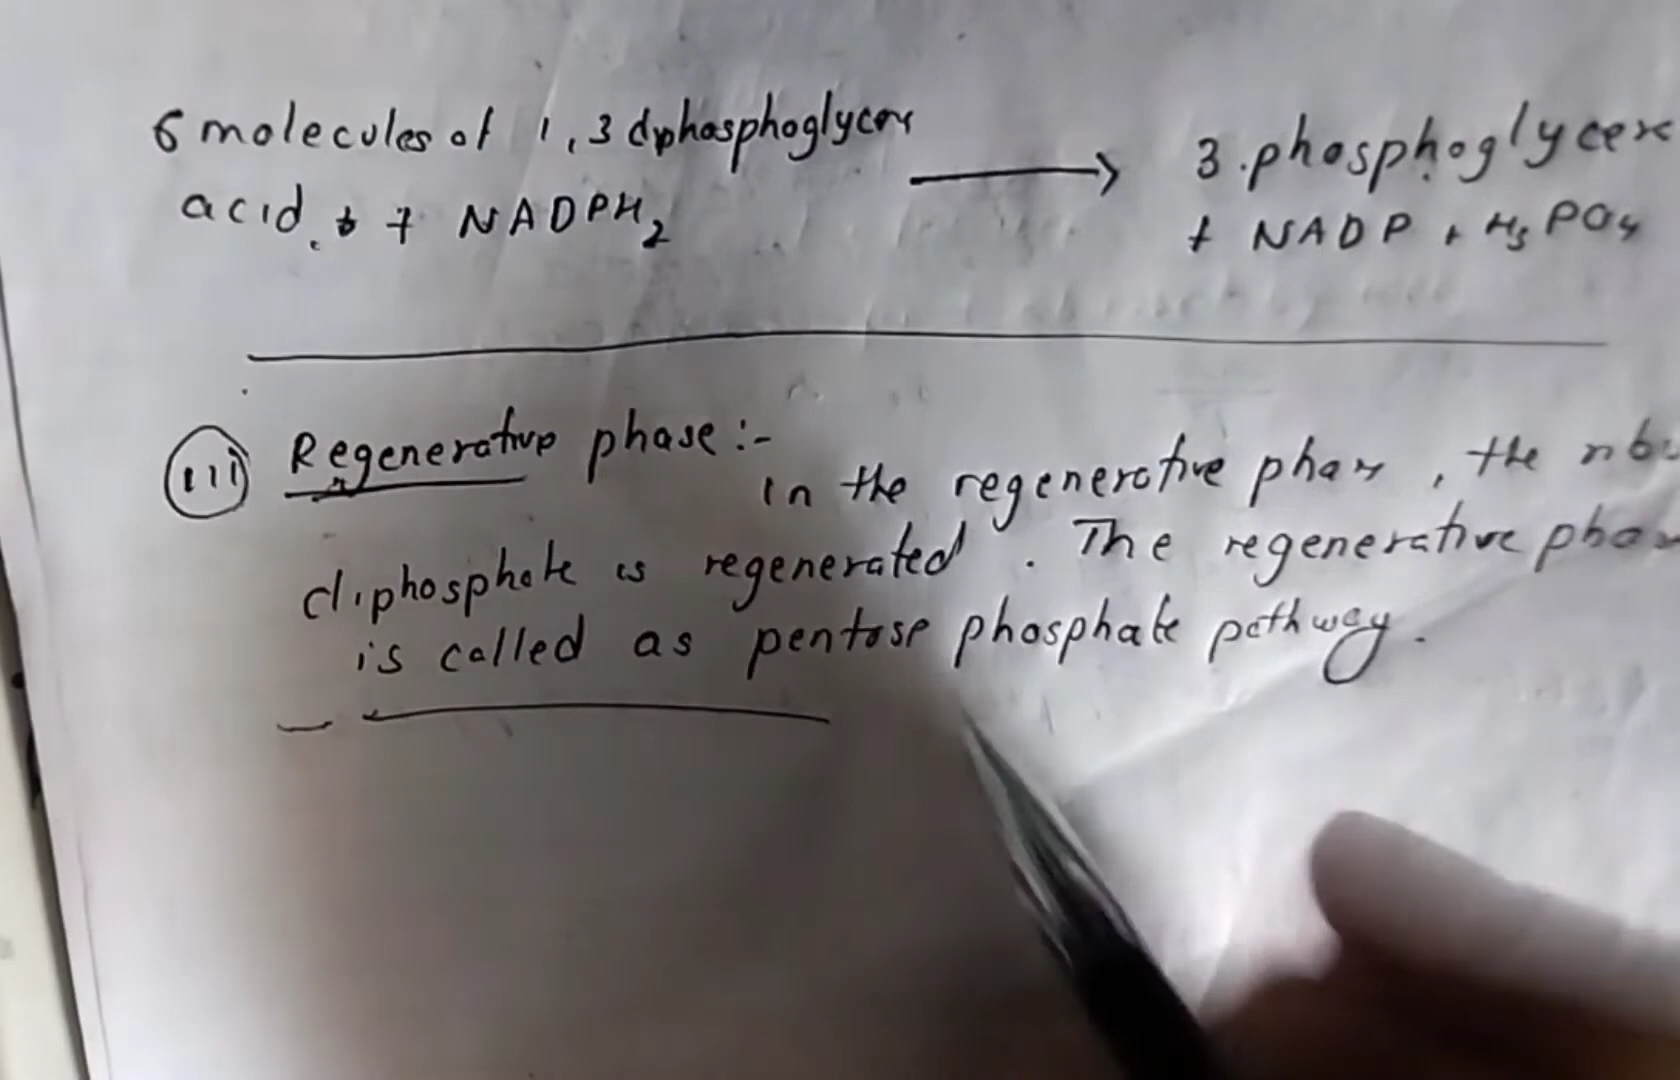 6 molecules of 1,3 diphosphoglycer
acid. + + NADPH2 ⟶ 3.phosphoglycer
+ NADP + H3PO4
(iii) Regenerative phase :-
In the regenerative phase, the
diphosphate is regenerated. The regenerative phase
is called as pentose phosphate pathway.